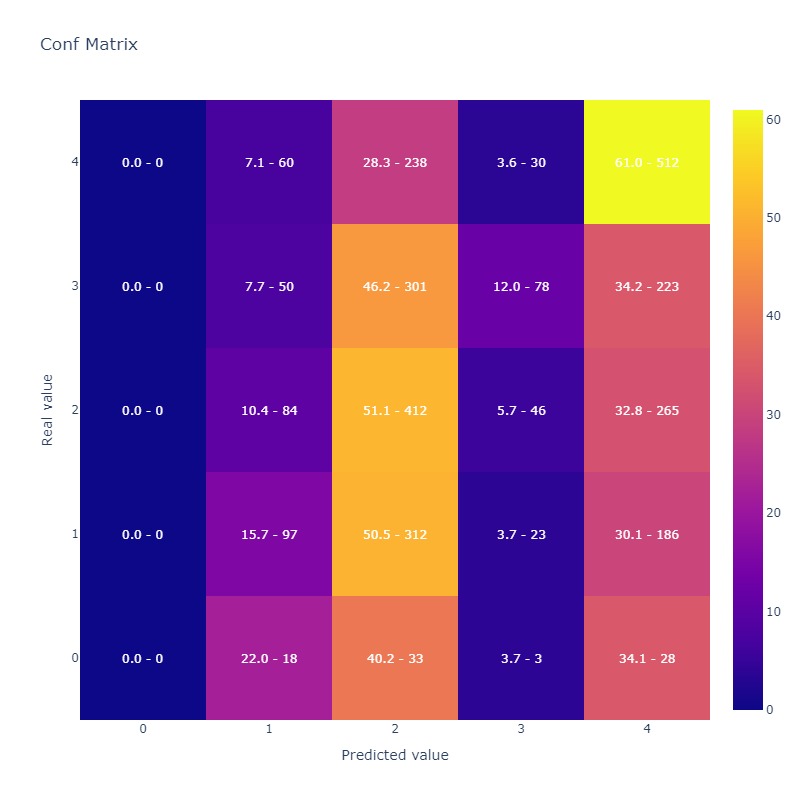 Conf Matrix
60
4
0.0 - 0
7.1 - 60
28.3 - 238
3.6 - 30
61.0 - 512
50
3
0.0 - 0
7.7 - 50
46.2 - 301
12.0 - 78
34.2 - 223
40
Real value
2
0.0 - 0
10.4 - 84
51.1 - 412
5.7 - 46
32.8 - 265
30
1
0.0 - 0
15.7 - 97
50.5 - 312
3.7 - 23
30.1 - 186
20
10
0
0.0 - 0
22.0 - 18
40.2 - 33
3.7 - 3
34.1 - 28
0
0
1
2
3
4
Predicted value